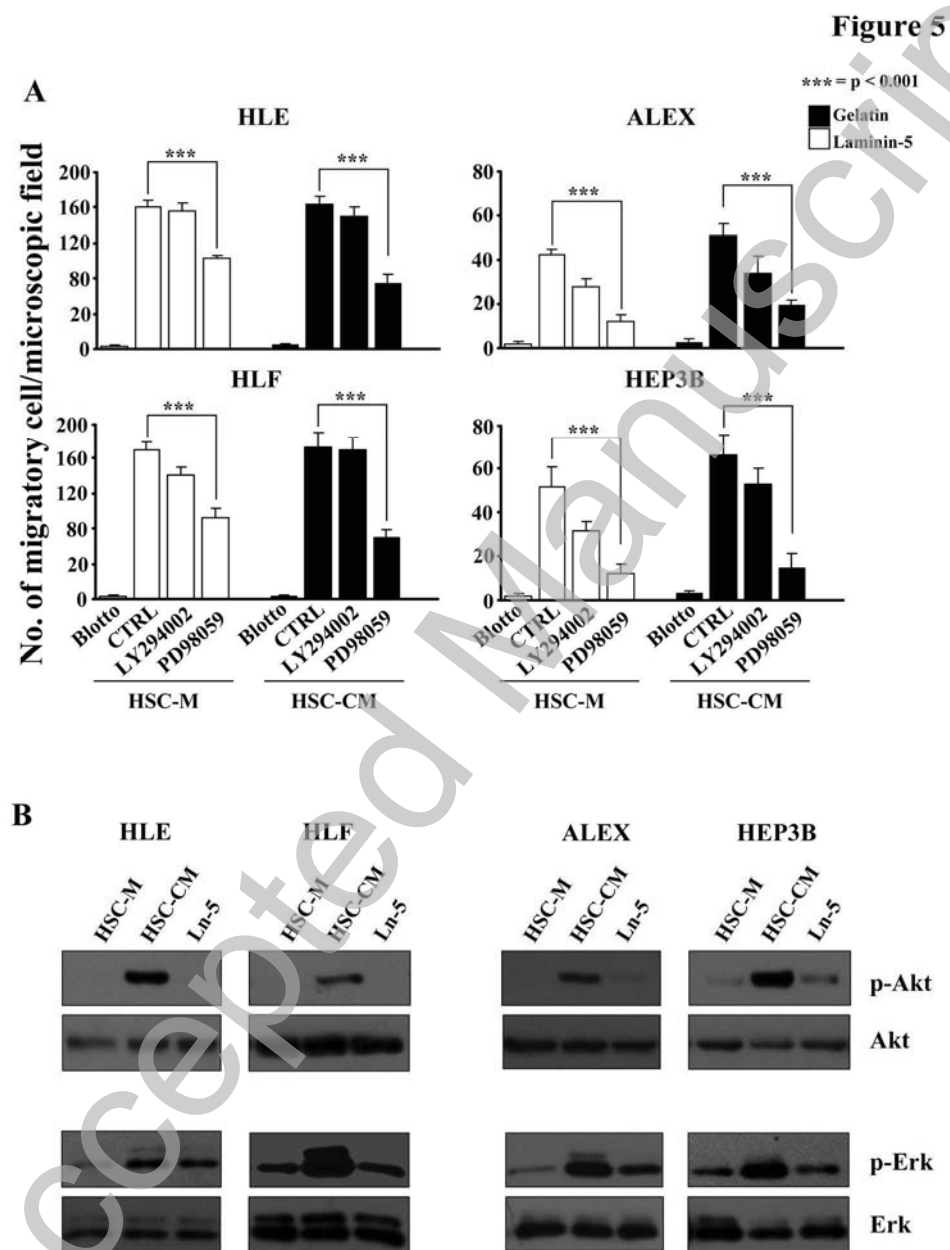 Figure 5
*** = p < 0.001
Gelatin
Laminin-5
A
No. of migratory cell/microscopic field
HLE
200
160
120
80
20
0
***
***
ALEX
80
60
40
20
0
***
***
HLF
200
160
120
80
20
0
***
***
Blotto
CTRL
LY294002
PD98059
Blotto
CTRL
LY294002
PD98059
HSC-M
HSC-CM
HEP3B
80
60
40
20
0
***
***
Blotto
CTRL
LY294002
PD98059
Blotto
CTRL
LY294002
PD98059
HSC-M
HSC-CM
B
HLE
HLF
ALEX
HEP3B
HSC-M
HSC-CM
Ln-5
HSC-M
HSC-CM
Ln-5
HSC-M
HSC-CM
Ln-5
HSC-M
HSC-CM
Ln-5
p-Akt
Akt
p-Erk
Erk
ccepted Manuscrip